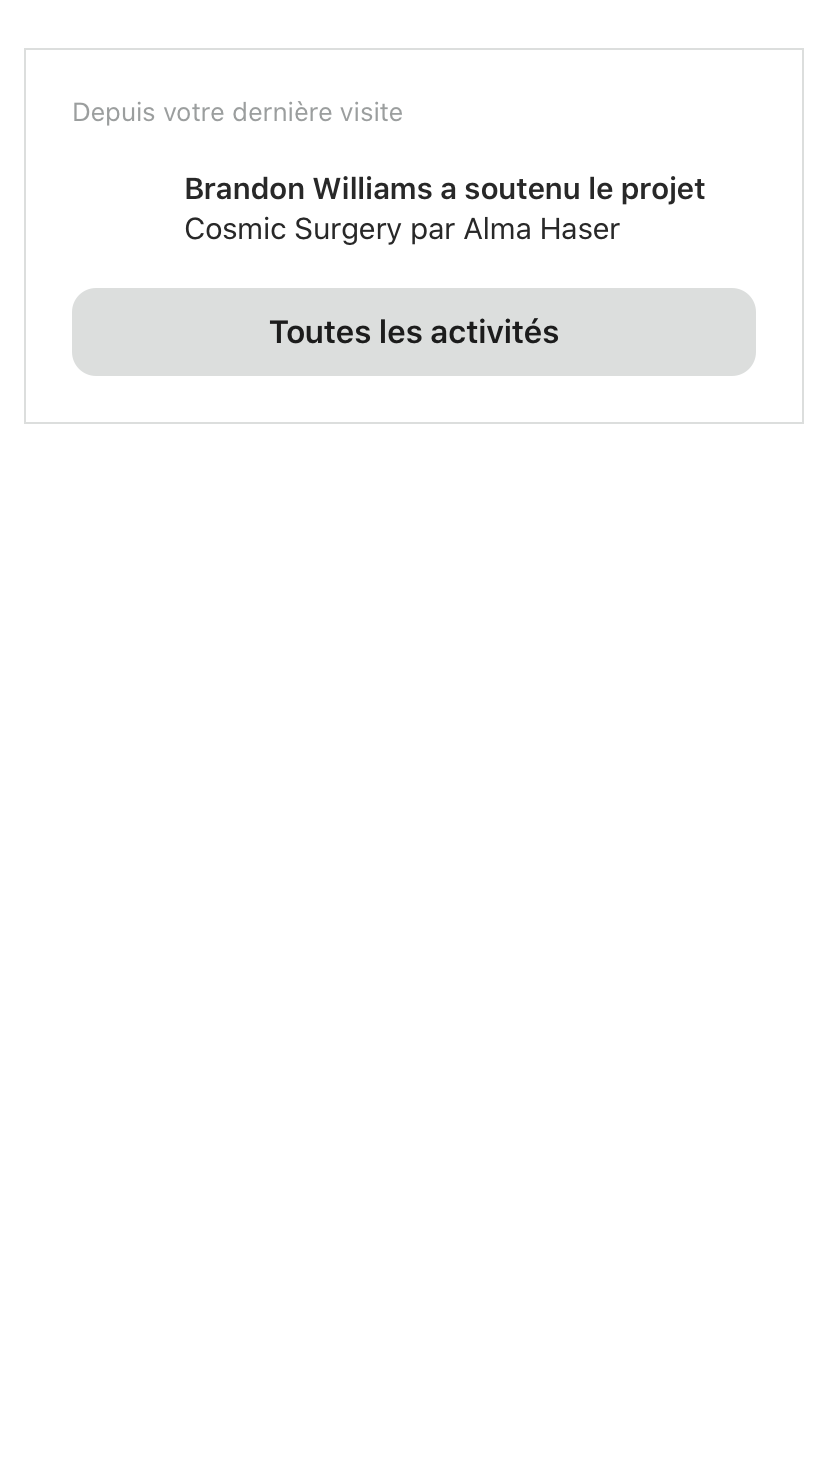 Depuis votre dernière visite
Brandon Williams a soutenu le projet
Cosmic Surgery par Alma Haser
Toutes les activités